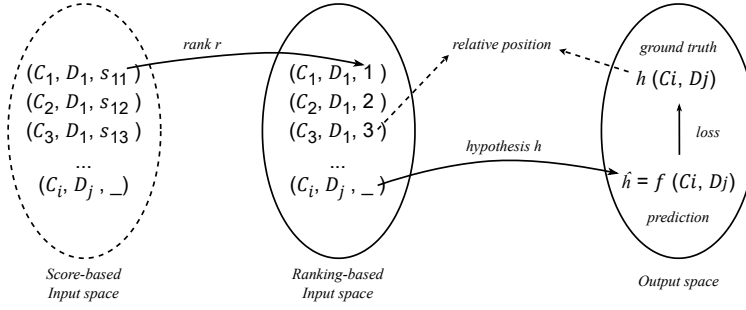 rank r
relative position
ground truth
(C1, D1, s11)
(C2, D1, s12)
(C3, D1, s13)
...
(Ci, Dj, _)
(C1, D1, 1)
(C2, D1, 2)
(C3, D1, 3)
...
(Ci, Dj, _)
h (Ci, Dj)
loss
hypothesis h
ĥ = f (Ci, Dj)
prediction
Score-based
Input space
Ranking-based
Input space
Output space